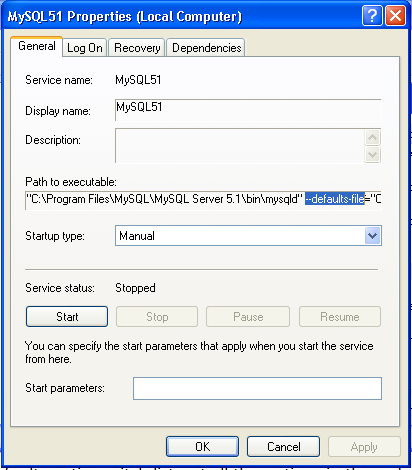 MySQL51 Properties (Local Computer)
General Log On Recovery Dependencies
Service name: MySQL51
Display name: MySQL51
Description:
Path to executable:
"C:\Program Files\MySQL\MySQL Server 5.1\bin\mysqld" --defaults-file="C
Startup type: Manual
Service status: Stopped
Start Stop Pause Resume
You can specify the start parameters that apply when you start the service
from here.
Start parameters:
OK Cancel Apply